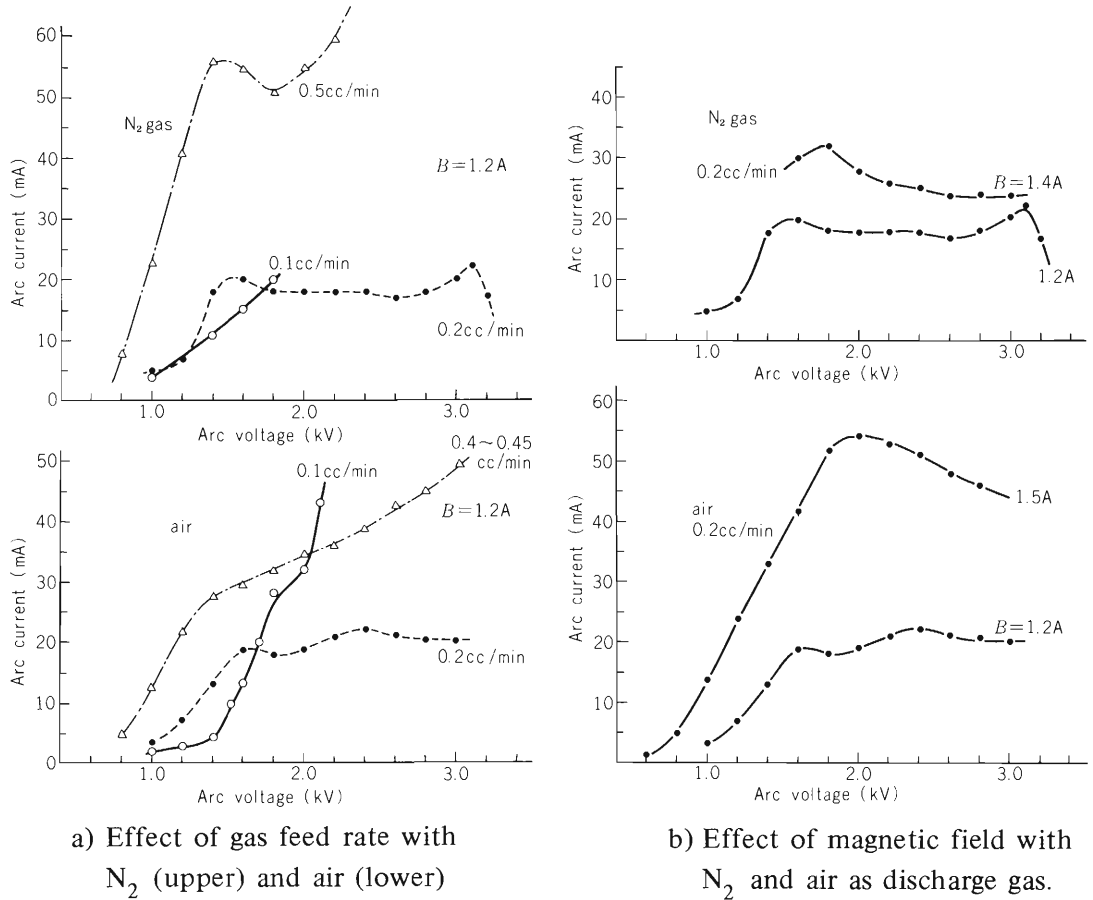 60
50
40
30
20
10
0
Arc current (mA)
N₂ gas
0.5cc/min
B=1.2A
0.1cc/min
0.2cc/min
1.0 2.0 3.0
Arc voltage (kV)
50
40
30
20
10
0
Arc current (mA)
air
0.1cc/min
0.4~0.45
cc/min
B=1.2A
0.2cc/min
1.0 2.0 3.0
Arc voltage (kV)
a) Effect of gas feed rate with
N₂ (upper) and air (lower)
40
30
20
10
Arc current (mA)
N₂ gas
0.2cc/min
B=1.4A
1.2A
1.0 2.0 3.0
Arc voltage (kV)
60
50
40
30
20
10
Arc current (mA)
air
0.2cc/min
1.5A
B=1.2A
1.0 2.0 3.0
Arc voltage (kV)
b) Effect of magnetic field with
N₂ and air as discharge gas.